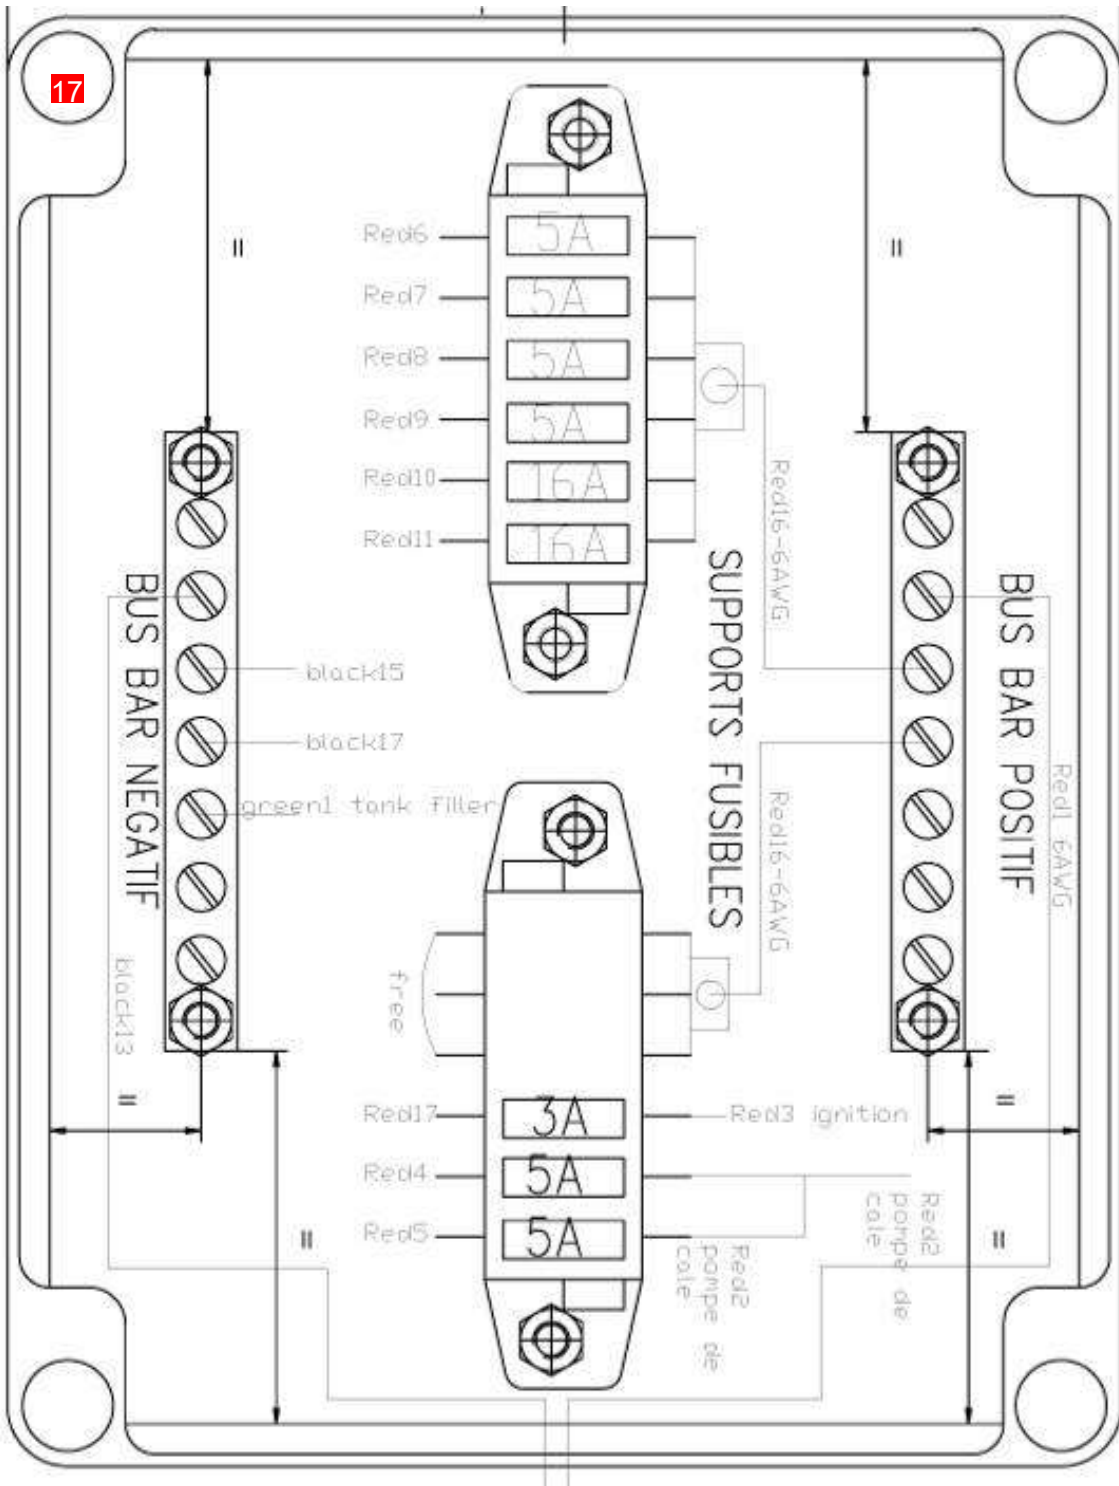 17
Red6
5A
Red7
5A
Red8
5A
Red9
5A
Red10
16A
Red11
16A
Red16-6AWG
SUPPORTS FUSIBLES
BUS BAR NEGATIF
BUS BAR POSITIF
black15
black17
green1 tank filler
Red1 6AWG
Red16-6AWG
black13
free
Red17
3A
Red3 ignition
Red4
5A
Red5
5A
Red2
pompe de
cale
Red2
pompe de
cale